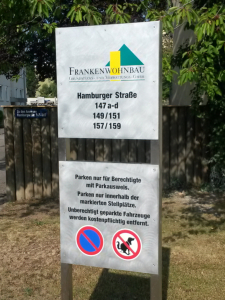 FRANKENWOHNBAU
Hamburger Straße
147 a-d
149/151
157/159
Parken nur für Berechtigte
mit Parkausweis.
Parken nur innerhalb der
markierten Stellplätze.
Unberechtigt geparkte Fahrzeuge
werden kostenpflichtig entfernt.